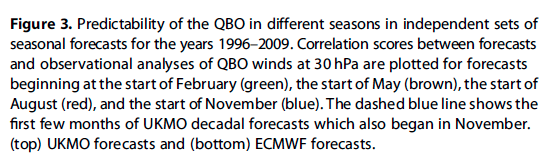 Figure 3. Predictability of the QBO in different seasons in independent sets of
seasonal forecasts for the years 1996–2009. Correlation scores between forecasts
and observational analyses of QBO winds at 30 hPa are plotted for forecasts
beginning at the start of February (green), the start of May (brown), the start of
August (red), and the start of November (blue). The dashed blue line shows the
first few months of UKMO decadal forecasts which also began in November.
(top) UKMO forecasts and (bottom) ECMWF forecasts.